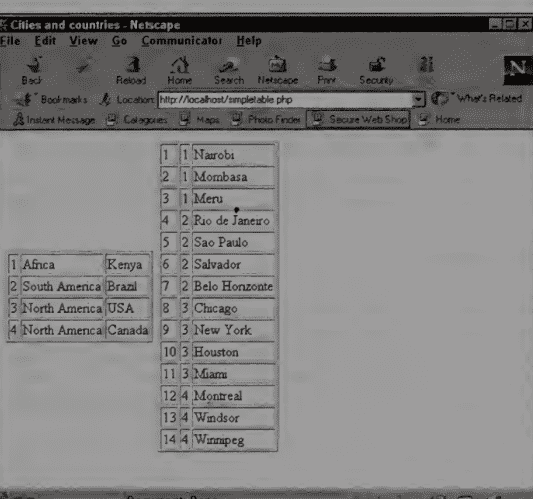 Cities and countries - Netscape
File Edit View Go Communicator Help
Back Reload Home Search Netscape Print Security
Bookmarks Location: http://localhost/simpletable.php What's Related
Instant Message Categories Maps Photo Finder Secure Web Shop Home
1 1 Nairobi
2 1 Mombasa
3 1 Meru
4 2 Rio de Janeiro
5 2 Sao Paulo
1 Africa Kenya 6 2 Salvador
2 South America Brazil 7 2 Belo Horizonte
3 North America USA 8 3 Chicago
4 North America Canada 9 3 New York
10 3 Houston
11 3 Miami
12 4 Montreal
13 4 Windsor
14 4 Winnipeg